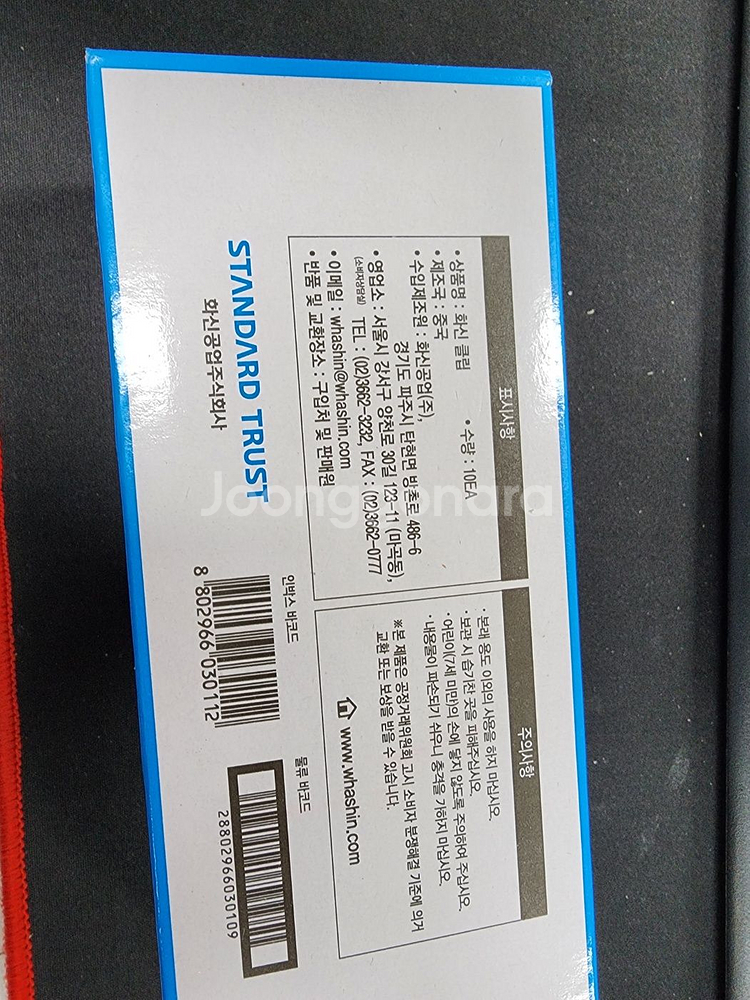 표시사항
• 상품명 : 화신 클립 • 수량 : 10EA
• 제조국 : 중국
• 수입제조원 : 화신공업(주),
경기도 파주시 탄현면 방촌로 486-6
• 영업소 : 서울시 강서구 양천로 30길 123-11 (마곡동),
(소비자상담실) TEL : (02)3662-3232, FAX : (02)3662-0777
• 이메일 : whashin@whashin.com
• 반품 및 교환장소 : 구입처 및 판매원
주의사항
· 본래 용도 이외의 사용을 하지 마십시오.
· 보관 시 습기찬 곳을 피해주십시오.
· 어린이(7세 미만)의 손에 닿지 않도록 주의하여 주십시오.
· 내용물이 파손되기 쉬우니 충격을 가하지 마십시오.
※본 제품은 공정거래위원회 고시 소비자 분쟁해결 기준에 의거
교환 또는 보상을 받을 수 있습니다.
www.whashin.com
STANDARD TRUST
화신공업주식회사
인박스 바코드
8 802966 030112
물류 바코드
28802966030109
Joonggonara